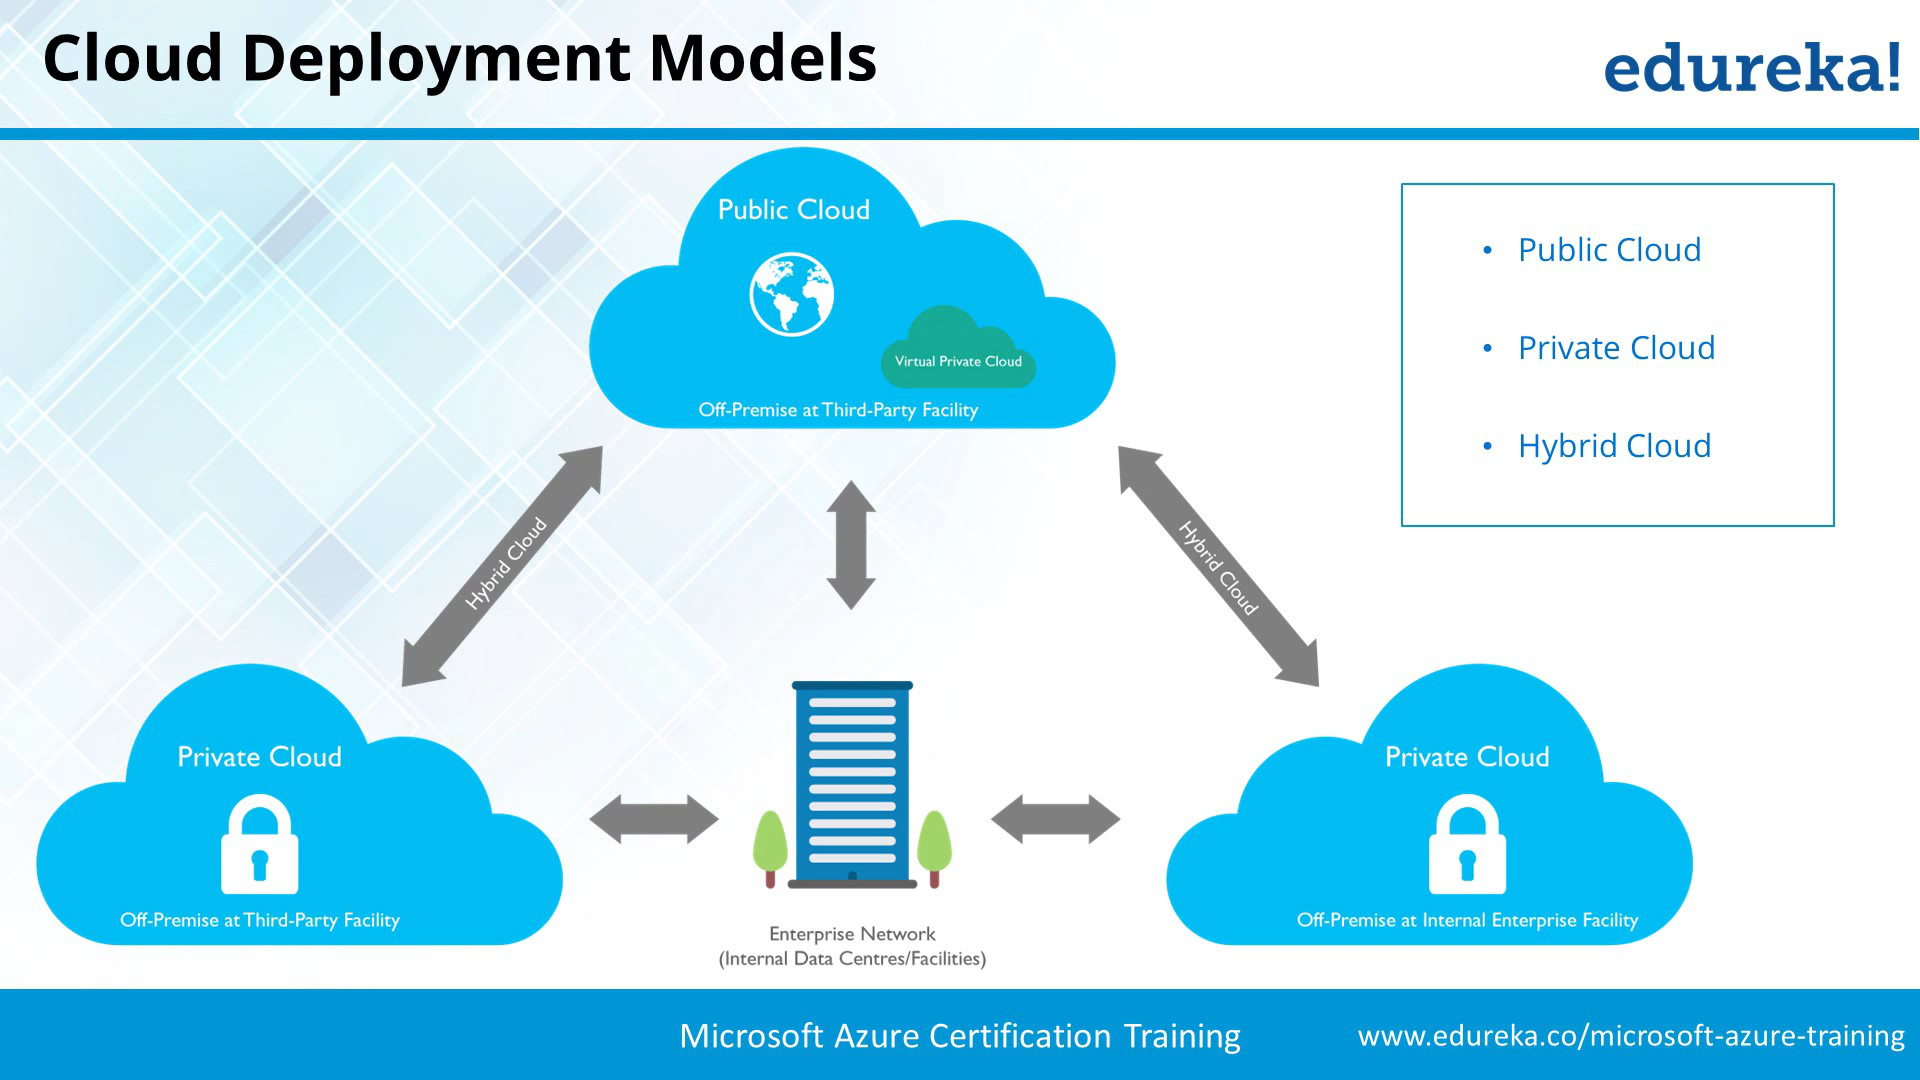 Cloud Deployment Models
edureka!
Public Cloud
Virtual Private Cloud
Off-Premise at Third-Party Facility
• Public Cloud
• Private Cloud
• Hybrid Cloud
Hybrid Cloud
Hybrid Cloud
Private Cloud
Off-Premise at Third-Party Facility
Enterprise Network
(Internal Data Centres/Facilities)
Private Cloud
Off-Premise at Internal Enterprise Facility
Microsoft Azure Certification Training
www.edureka.co/microsoft-azure-training